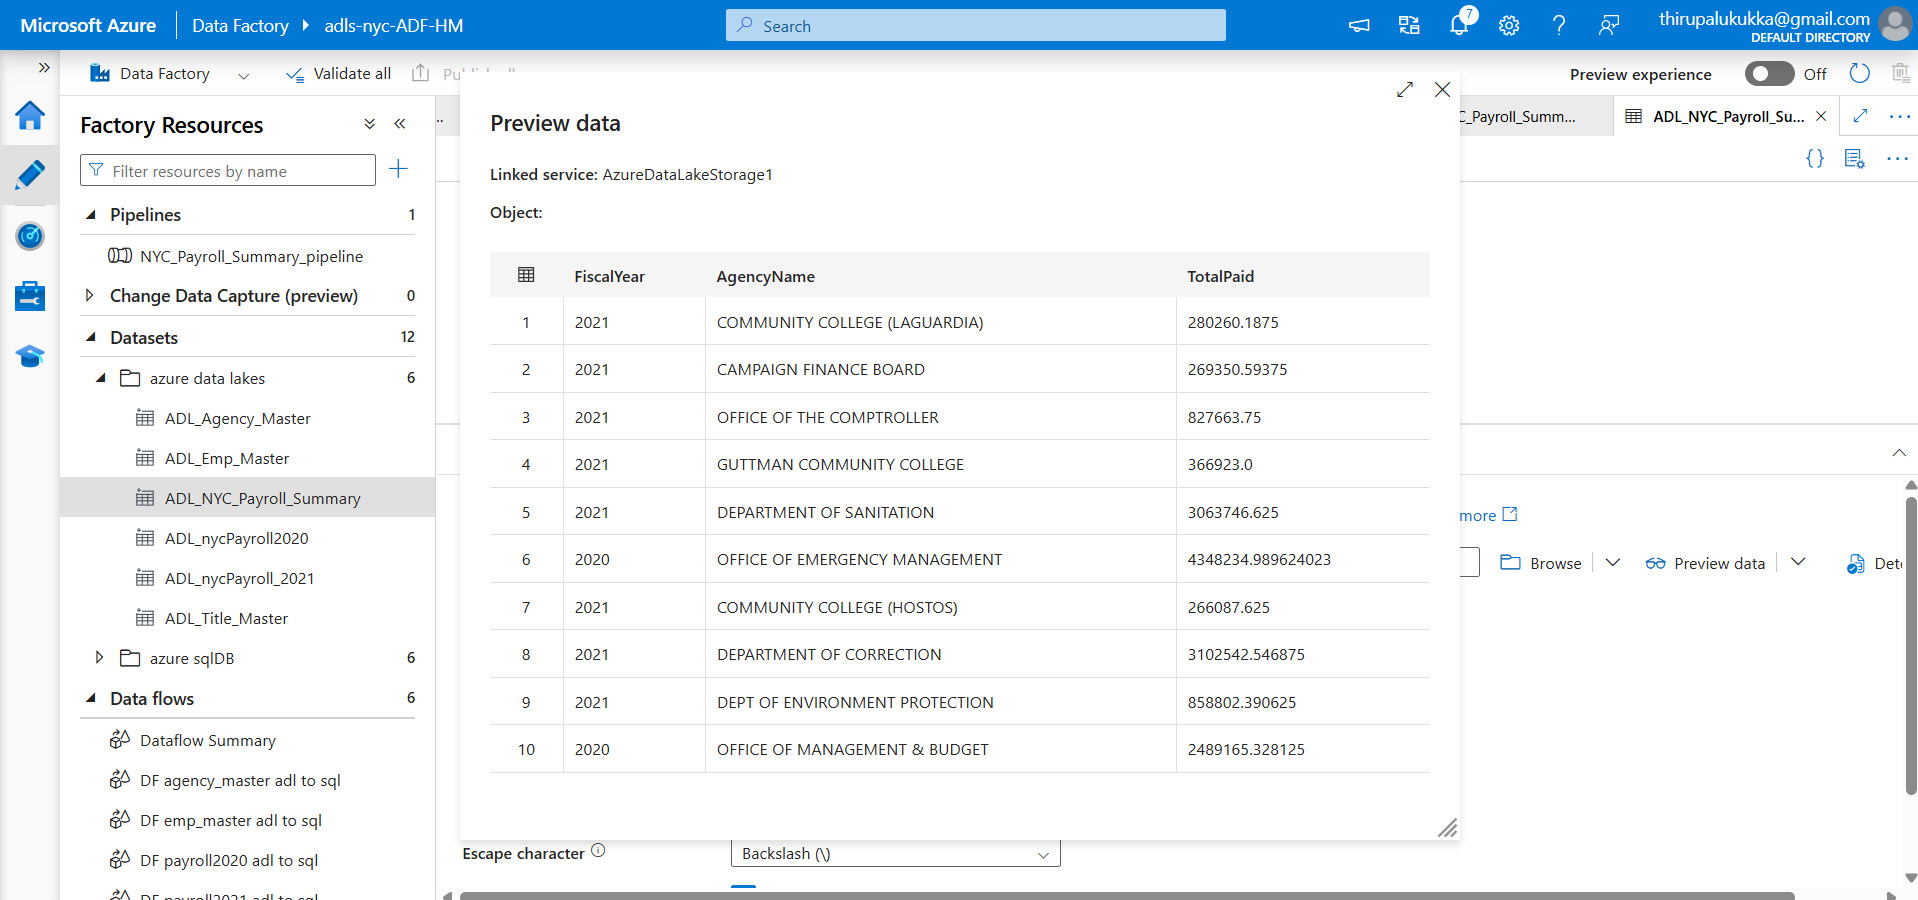 Microsoft Azure
Data Factory
adls-nyc-ADF-HM
Search
7
thirupalukukka@gmail.com
DEFAULT DIRECTORY
Data Factory
Validate all
Preview experience
Off
Factory Resources
Filter resources by name
Pipelines 1
NYC_Payroll_Summary_pipeline
Change Data Capture (preview) 0
Datasets 12
azure data lakes 6
ADL_Agency_Master
ADL_Emp_Master
ADL_NYC_Payroll_Summary
ADL_nycPayroll2020
ADL_nycPayroll_2021
ADL_Title_Master
azure sqlDB 6
Data flows 6
Dataflow Summary
DF agency_master adl to sql
DF emp_master adl to sql
DF payroll2020 adl to sql
DF payroll2021 adl to sql
C_Payroll_Summ...
ADL_NYC_Payroll_Su...
Preview data
Linked service: AzureDataLakeStorage1
Object:
FiscalYear AgencyName TotalPaid
1 2021 COMMUNITY COLLEGE (LAGUARDIA) 280260.1875
2 2021 CAMPAIGN FINANCE BOARD 269350.59375
3 2021 OFFICE OF THE COMPTROLLER 827663.75
4 2021 GUTTMAN COMMUNITY COLLEGE 366923.0
5 2021 DEPARTMENT OF SANITATION 3063746.625
6 2020 OFFICE OF EMERGENCY MANAGEMENT 4348234.989624023
7 2021 COMMUNITY COLLEGE (HOSTOS) 266087.625
8 2021 DEPARTMENT OF CORRECTION 3102542.546875
9 2021 DEPT OF ENVIRONMENT PROTECTION 858802.390625
10 2020 OFFICE OF MANAGEMENT & BUDGET 2489165.328125
more
Browse
Preview data
Dete
Escape character
Backslash (\)